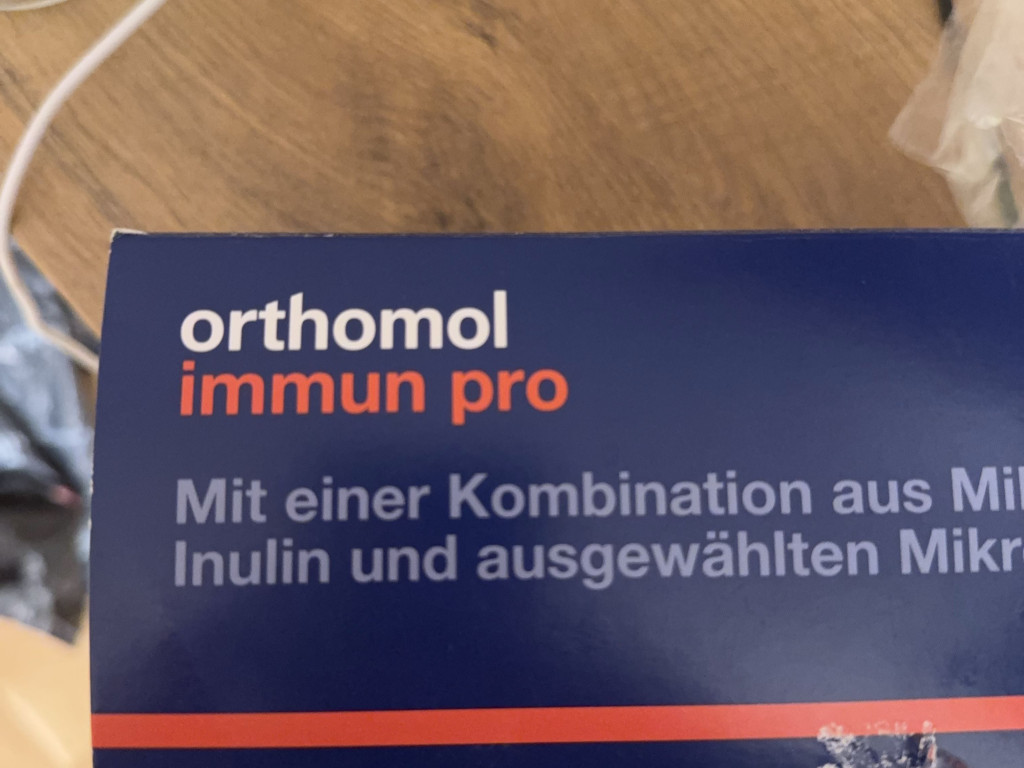 orthomol
immun pro
Mit einer Kombination aus
Inulin und ausgewählten